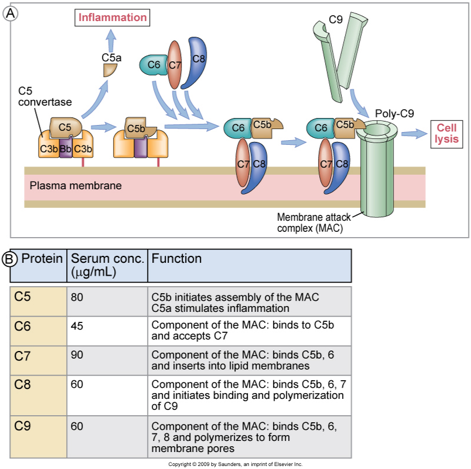 A
Inflammation
C9
C5a
C6
C7
C8
C5
convertase
C5
C3b
Bb
C3b
C5b
C6
C5b
C7
C8
C6
C5b
C7
C8
Poly-C9
Cell
lysis
Plasma membrane
Membrane attack
complex (MAC)
B
Protein
Serum conc.
(μg/mL)
Function
C5
80
C5b initiates assembly of the MAC
C5a stimulates inflammation
C6
45
Component of the MAC: binds to C5b
and accepts C7
C7
90
Component of the MAC: binds C5b, 6
and inserts into lipid membranes
C8
60
Component of the MAC: binds C5b, 6, 7
and initiates binding and polymerization
of C9
C9
60
Component of the MAC: binds C5b, 6,
7, 8 and polymerizes to form
membrane pores
Copyright © 2009 by Saunders, an imprint of Elsevier Inc.